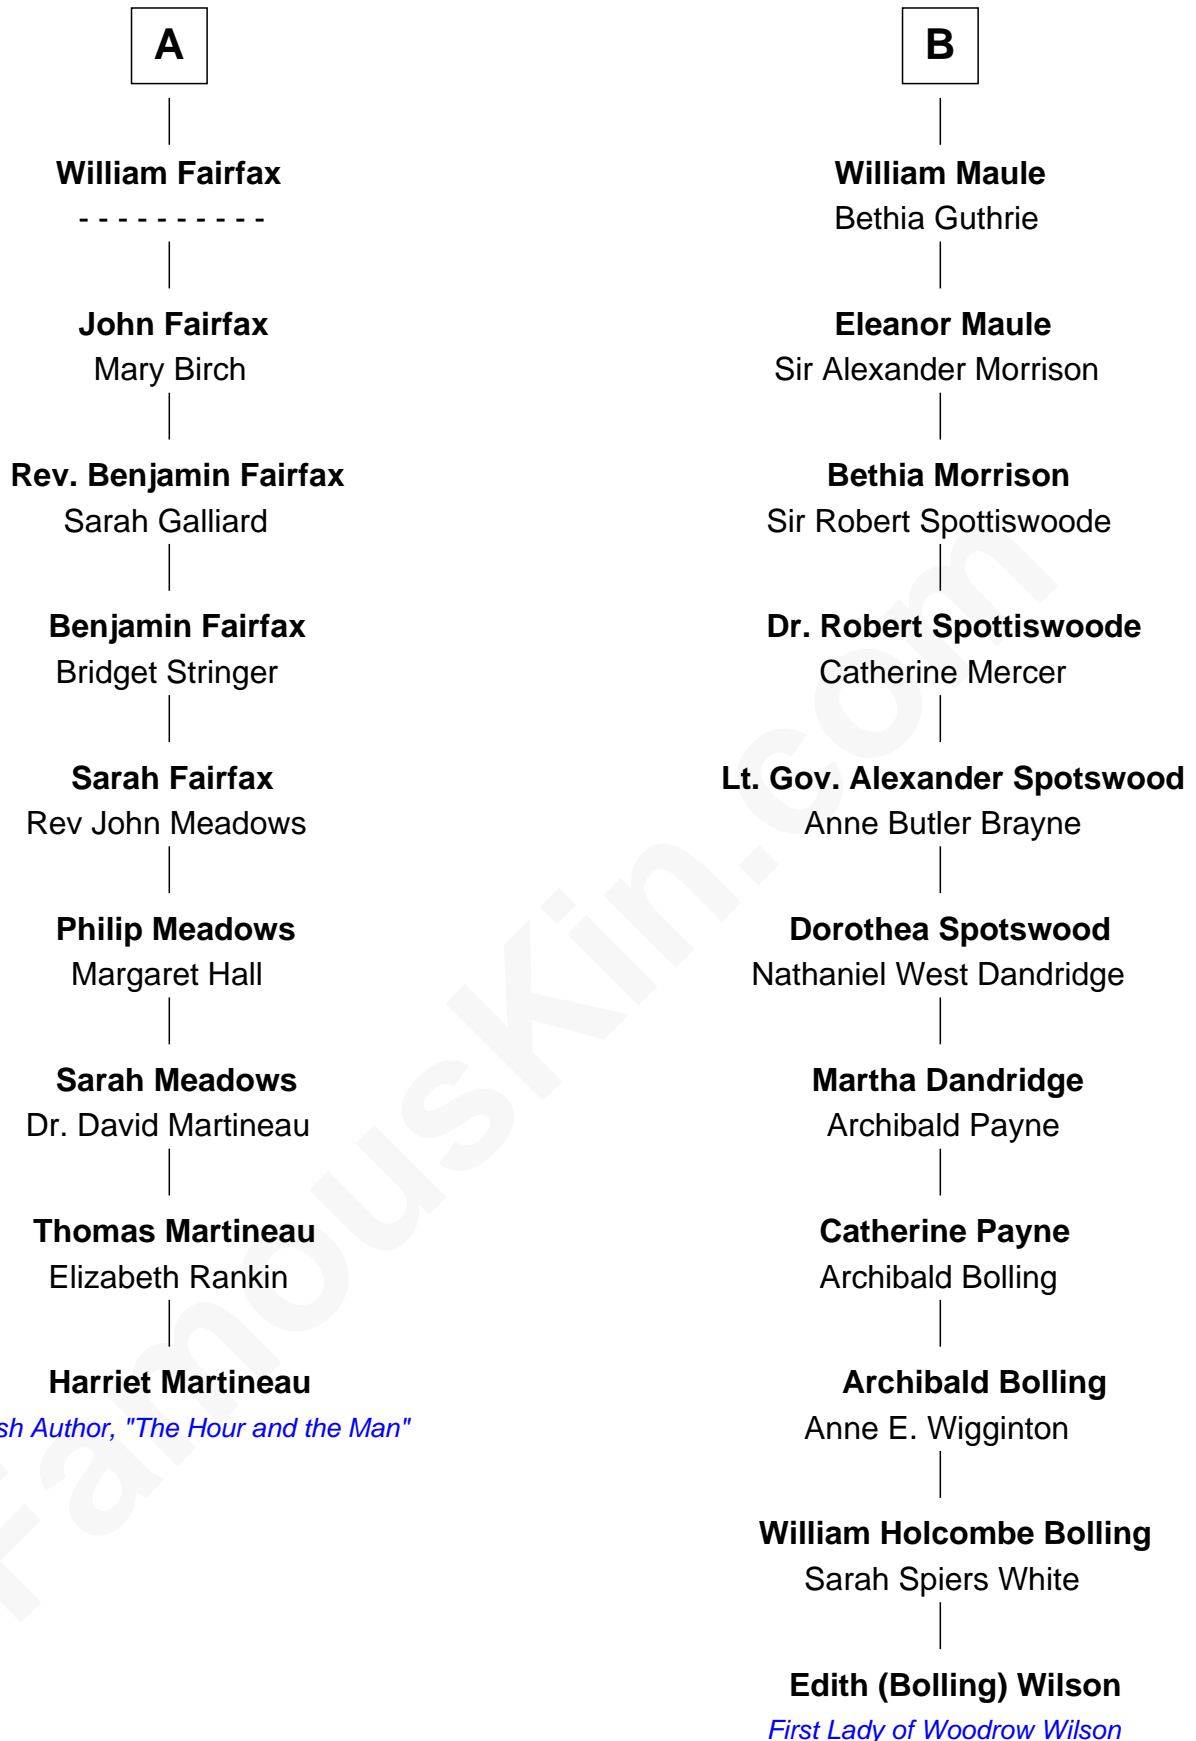 A
William Fairfax
- - - - - - - - - -
John Fairfax
Mary Birch
Rev. Benjamin Fairfax
Sarah Galliard
Benjamin Fairfax
Bridget Stringer
Sarah Fairfax
Rev John Meadows
Philip Meadows
Margaret Hall
Sarah Meadows
Dr. David Martineau
Thomas Martineau
Elizabeth Rankin
Harriet Martineau
sh Author, "The Hour and the Man"
B
William Maule
Bethia Guthrie
Eleanor Maule
Sir Alexander Morrison
Bethia Morrison
Sir Robert Spottiswoode
Dr. Robert Spottiswoode
Catherine Mercer
Lt. Gov. Alexander Spotswood
Anne Butler Brayne
Dorothea Spotswood
Nathaniel West Dandridge
Martha Dandridge
Archibald Payne
Catherine Payne
Archibald Bolling
Archibald Bolling
Anne E. Wigginton
William Holcombe Bolling
Sarah Spiers White
Edith (Bolling) Wilson
First Lady of Woodrow Wilson
FamousKin.com